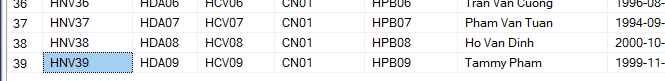 36 HNV36 HDA06 HCV06 CN01 HPB06 Tran Van Cuong 1996-08-
37 HNV37 HDA07 HCV07 CN01 HPB07 Pham Van Tuan 1994-09-
38 HNV38 HDA08 HCV08 CN01 HPB08 Ho Van Dinh 2000-10-
39 HNV39 HDA09 HCV09 CN01 HPB09 Tammy Pham 1999-11-